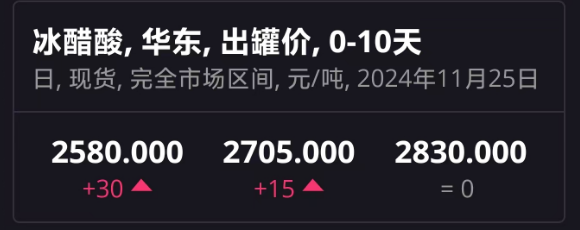 冰醋酸, 华东, 出罐价, 0-10天
日, 现货, 完全市场区间, 元/吨, 2024年11月25日
2580.000 2705.000 2830.000
+30 ▲ +15 ▲ = 0